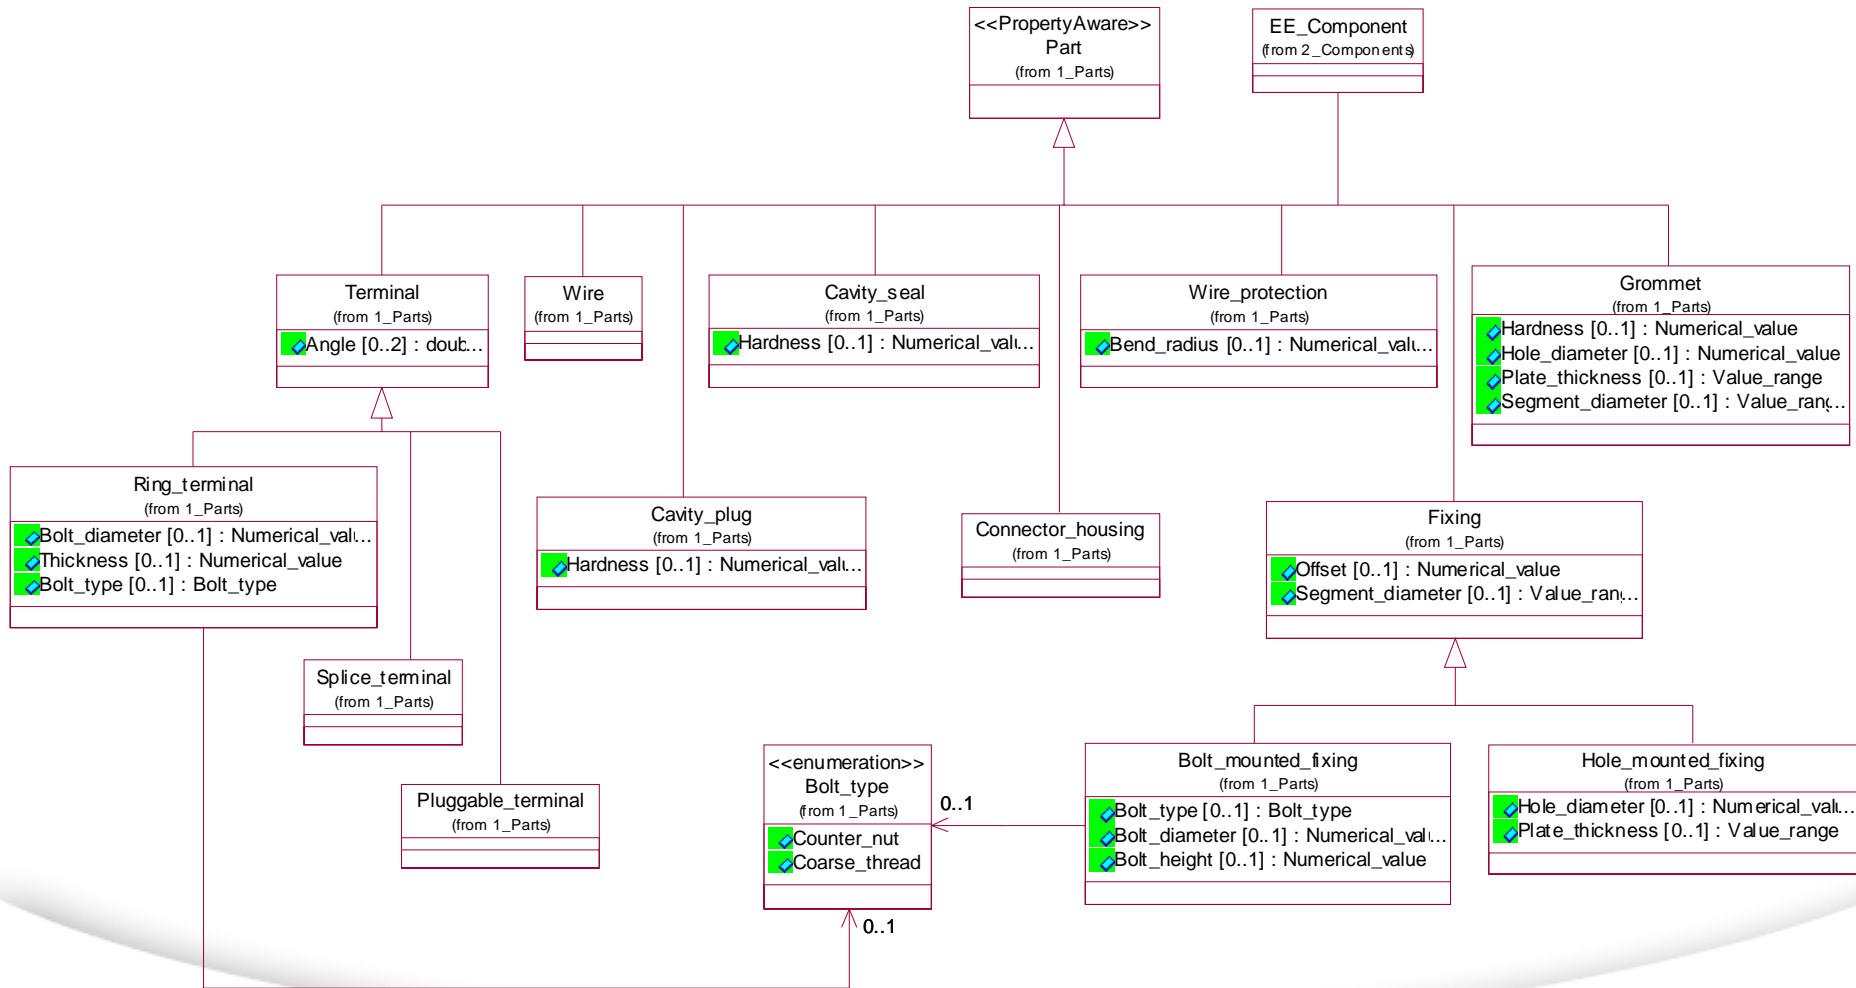 <<PropertyAware>>
Part
(from 1_Parts)
EE_Component
(from 2_Components)
Terminal
(from 1_Parts)
Angle [0..2] : doub...
Wire
(from 1_Parts)
Cavity_seal
(from 1_Parts)
Hardness [0..1] : Numerical_valu...
Wire_protection
(from 1_Parts)
Bend_radius [0..1] : Numerical_valu...
Grommet
(from 1_Parts)
Hardness [0..1] : Numerical_value
Hole_diameter [0..1] : Numerical_value
Plate_thickness [0..1] : Value_range
Segment_diameter [0..1] : Value_rang...
Ring_terminal
(from 1_Parts)
Bolt_diameter [0..1] : Numerical_valu...
Thickness [0..1] : Numerical_value
Bolt_type [0..1] : Bolt_type
Cavity_plug
(from 1_Parts)
Hardness [0..1] : Numerical_valu...
Connector_housing
(from 1_Parts)
Fixing
(from 1_Parts)
Offset [0..1] : Numerical_value
Segment_diameter [0..1] : Value_rang...
Splice_terminal
(from 1_Parts)
Pluggable_terminal
(from 1_Parts)
<<enumeration>>
Bolt_type
(from 1_Parts)
Counter_nut
Coarse_thread
0..1
0..1
Bolt_mounted_fixing
(from 1_Parts)
Bolt_type [0..1] : Bolt_type
Bolt_diameter [0..1] : Numerical_valu...
Bolt_height [0..1] : Numerical_value
Hole_mounted_fixing
(from 1_Parts)
Hole_diameter [0..1] : Numerical_valu...
Plate_thickness [0..1] : Value_range